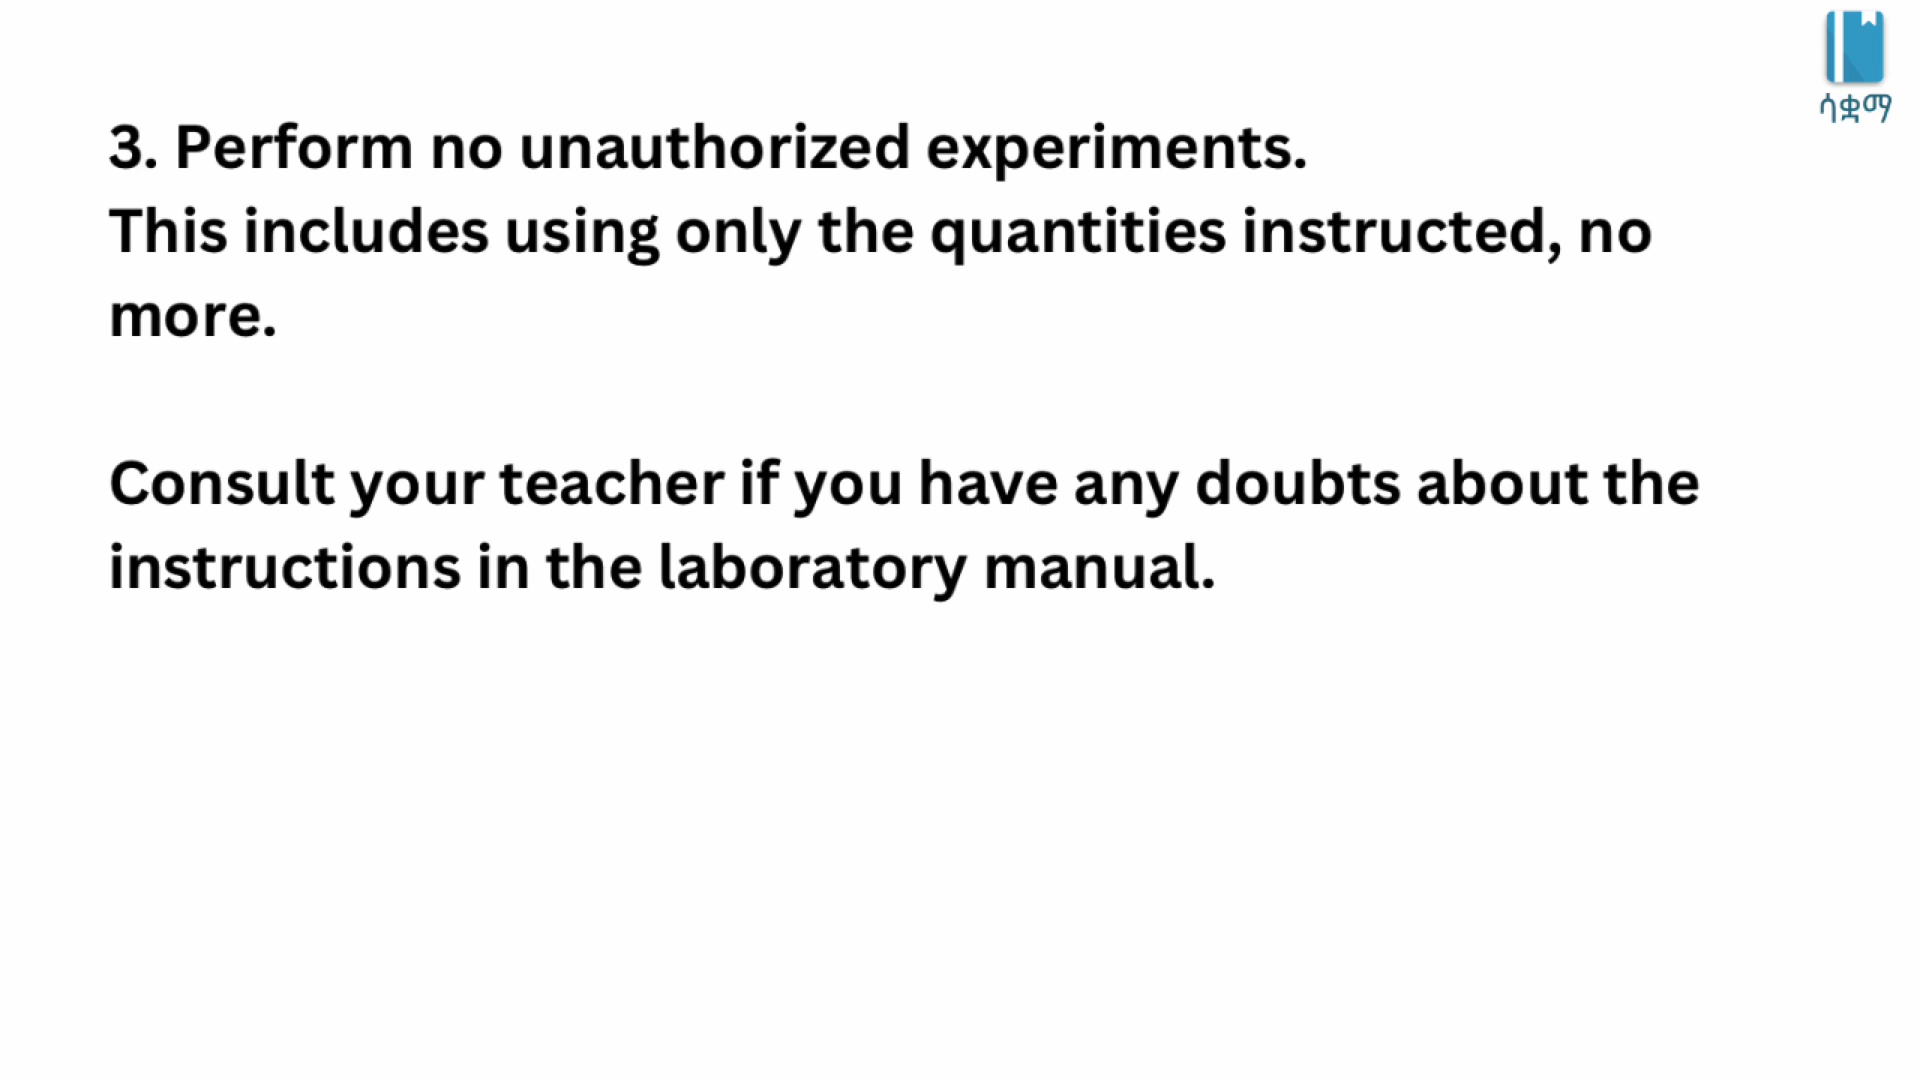 ሳቋማ
3. Perform no unauthorized experiments.
This includes using only the quantities instructed, no
more.
Consult your teacher if you have any doubts about the
instructions in the laboratory manual.